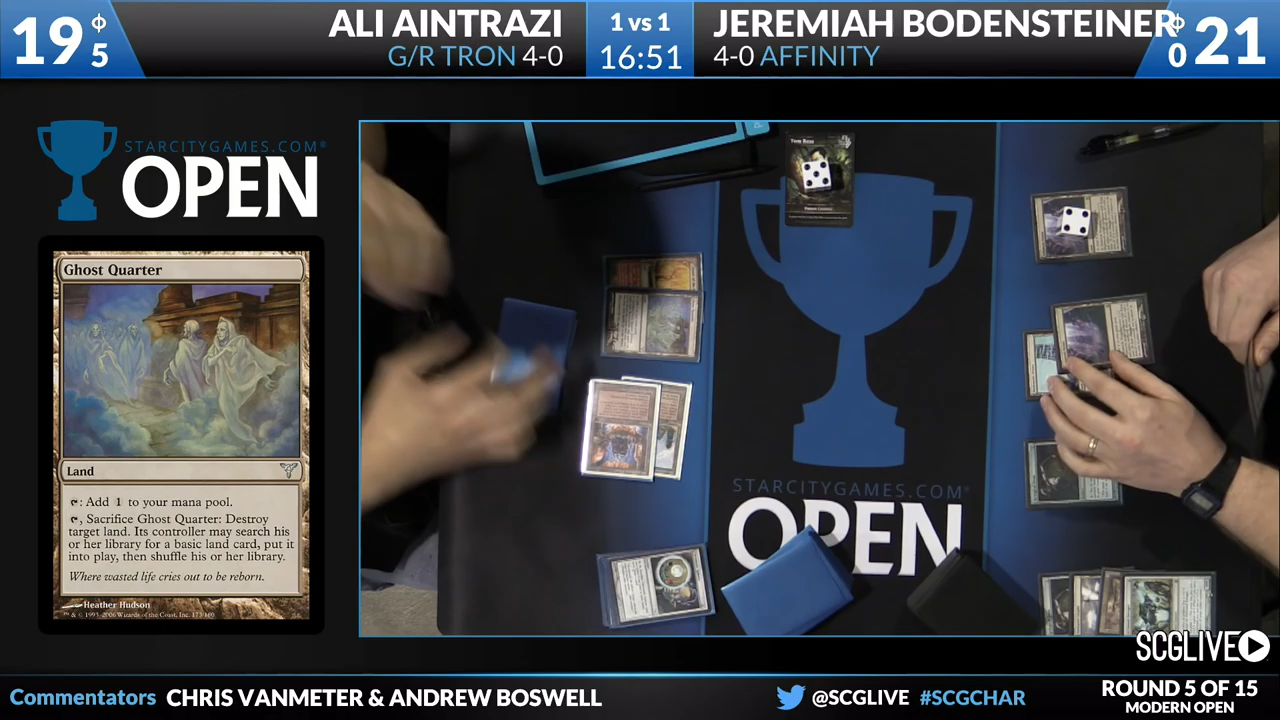 19 ϕ 5
ALI AINTRAZI
G/R TRON 4-0
1 vs 1
16:51
JEREMIAH BODENSTEINER
4-0 AFFINITY
ϕ 0 21
STARCITYGAMES.COM®
OPEN
Ghost Quarter
Land
: Add 1 to your mana pool.
, Sacrifice Ghost Quarter: Destroy
target land. Its controller may search his
or her library for a basic land card, put it
into play, then shuffle his or her library.
Where wasted life cries out to be reborn.
Heather Hudson
STARCITYGAMES.COM®
OPEN
SCGLIVE
Commentators CHRIS VANMETER & ANDREW BOSWELL
@SCGLIVE #SCGCHAR
ROUND 5 OF 15
MODERN OPEN